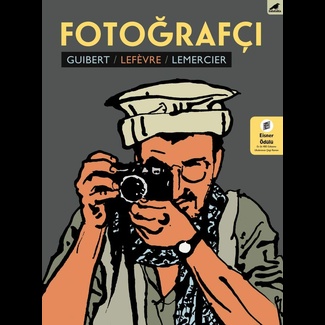 FOTOĞRAFÇI
GUIBERT / LEFÈVRE / LEMERCIER
Eisner
Ödülü